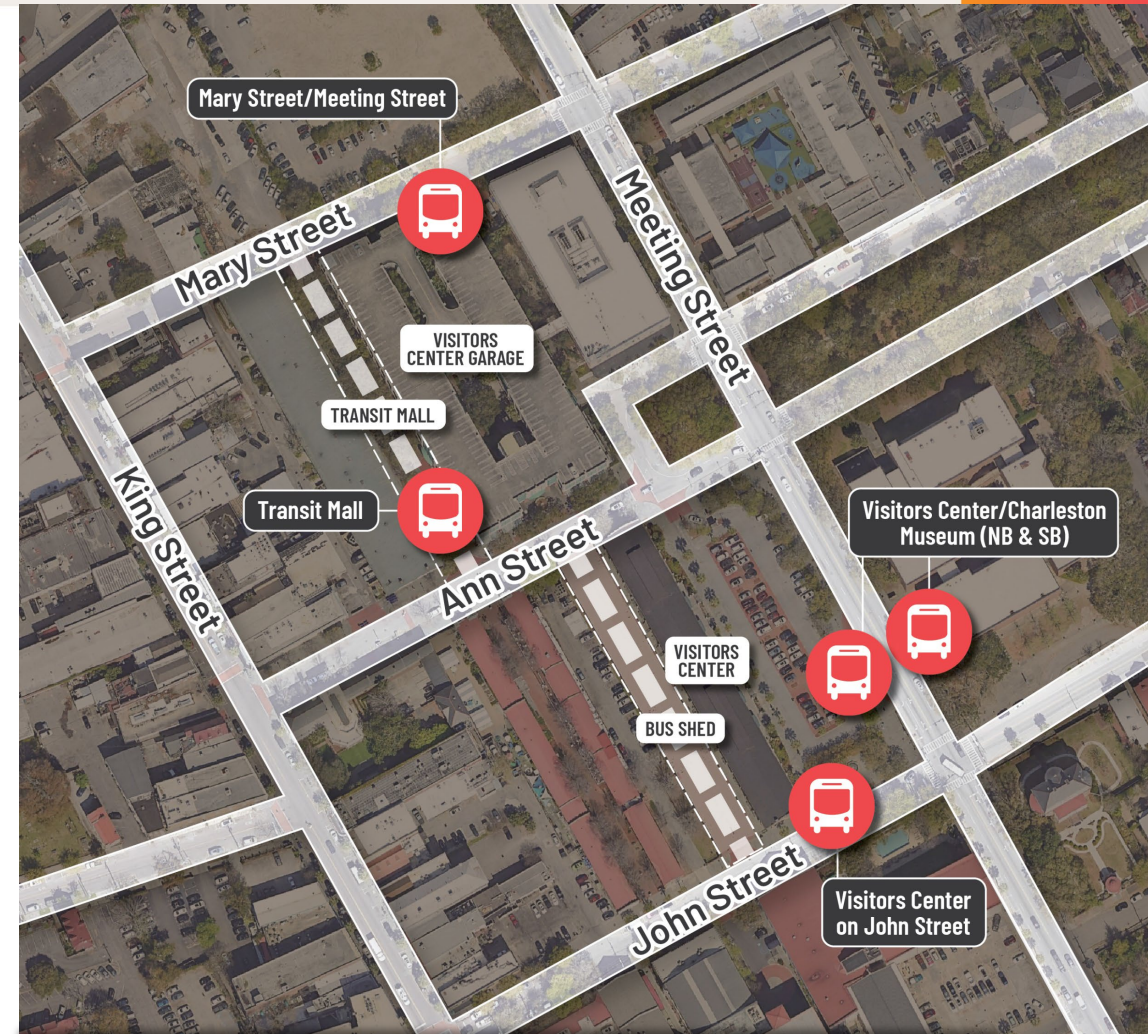 Mary Street/Meeting Street
Mary Street
Meeting Street
VISITORS
CENTER GARAGE
TRANSIT MALL
King Street
Transit Mall
Visitors Center/Charleston
Museum (NB & SB)
Ann Street
VISITORS
CENTER
BUS SHED
John Street
Visitors Center
on John Street